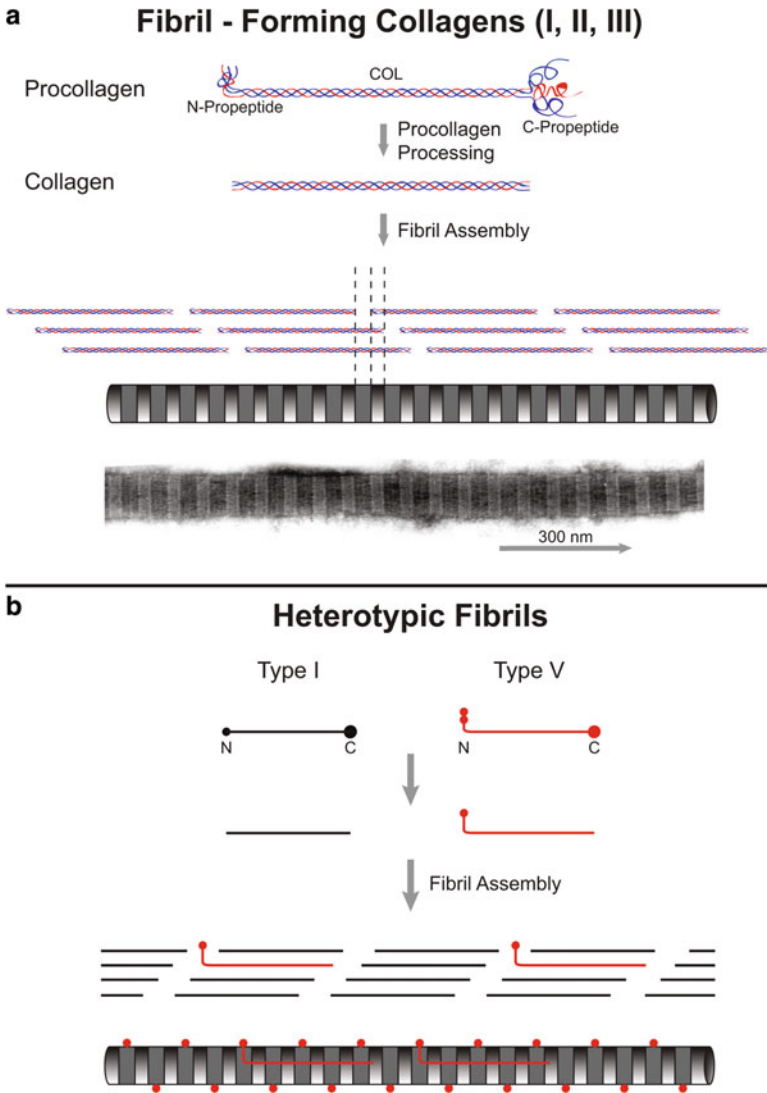 a
Fibril - Forming Collagens (I, II, III)
Procollagen
COL
N-Propeptide
C-Propeptide
Procollagen
Processing
Collagen
Fibril Assembly
300 nm
b
Heterotypic Fibrils
Type I
Type V
N
C
N
C
Fibril Assembly